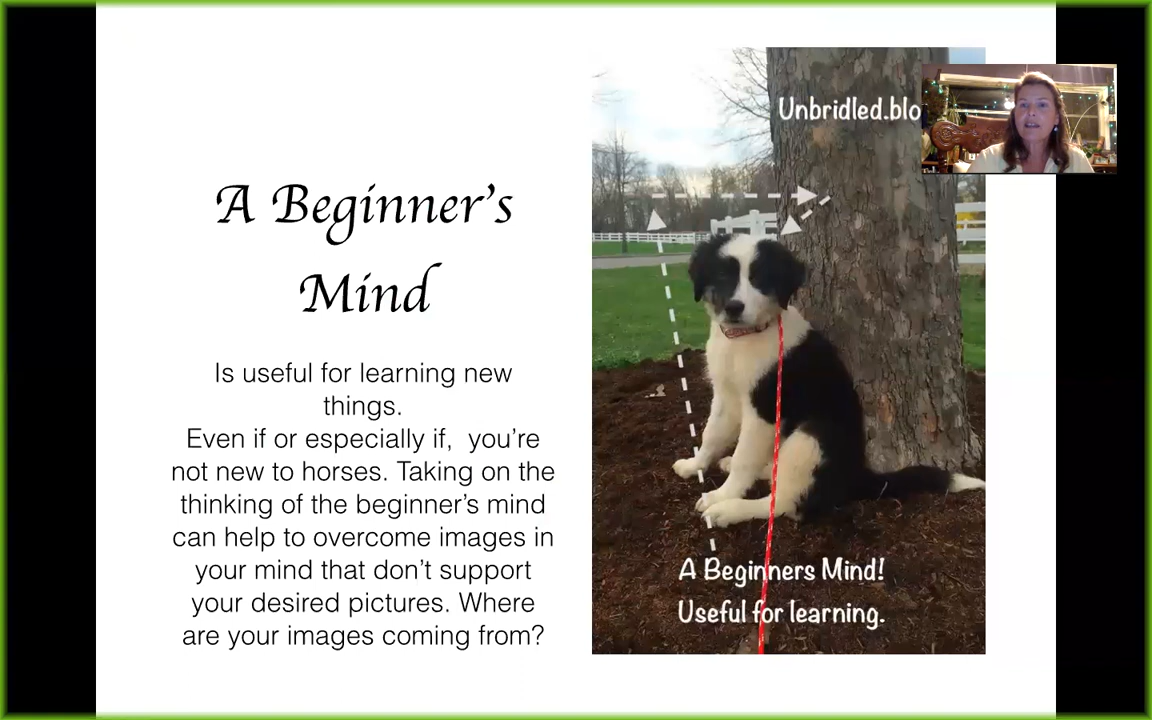 A Beginner's
Mind
Is useful for learning new
things.
Even if or especially if,  you're
not new to horses. Taking on the
thinking of the beginner's mind
can help to overcome images in
your mind that don't support
your desired pictures. Where
are your images coming from?
Unbridled.blo
A Beginners Mind!
Useful for learning.